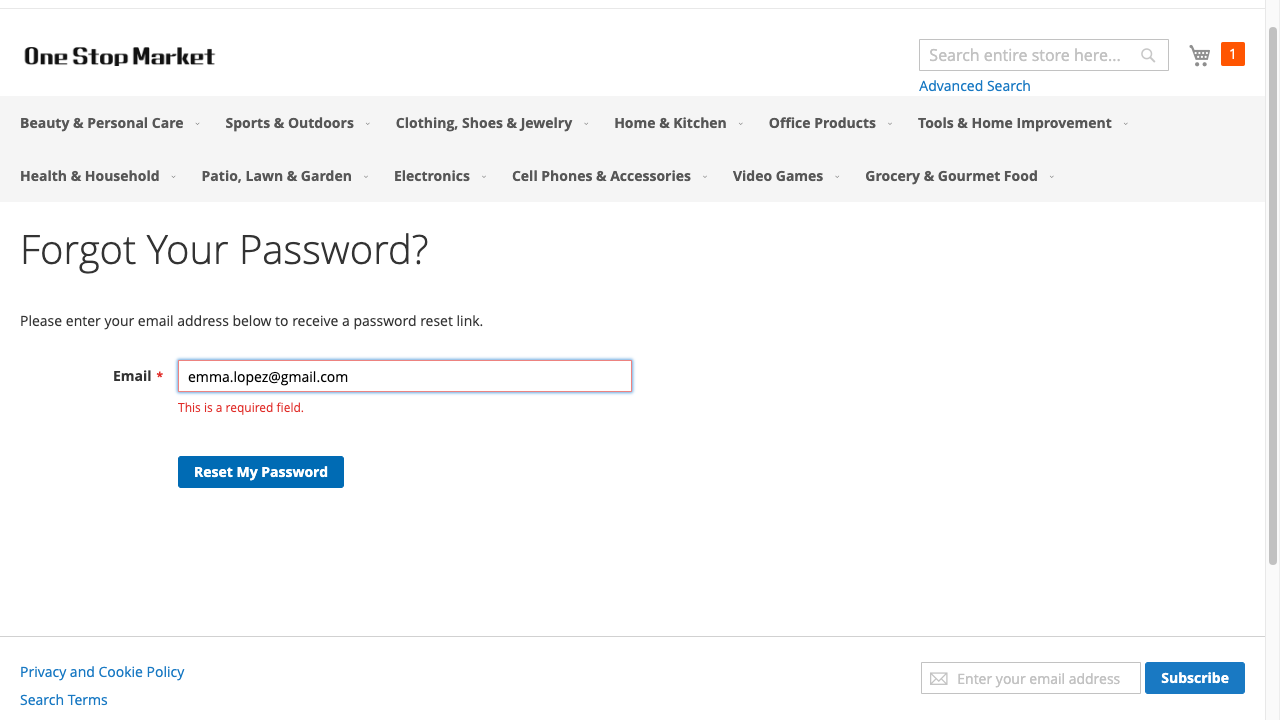 One Stop Market
Search entire store here...
1
Advanced Search
Beauty & Personal Care
Sports & Outdoors
Clothing, Shoes & Jewelry
Home & Kitchen
Office Products
Tools & Home Improvement
Health & Household
Patio, Lawn & Garden
Electronics
Cell Phones & Accessories
Video Games
Grocery & Gourmet Food
Forgot Your Password?
Please enter your email address below to receive a password reset link.
Email *
emma.lopez@gmail.com
This is a required field.
Reset My Password
Privacy and Cookie Policy
Search Terms
Enter your email address
Subscribe